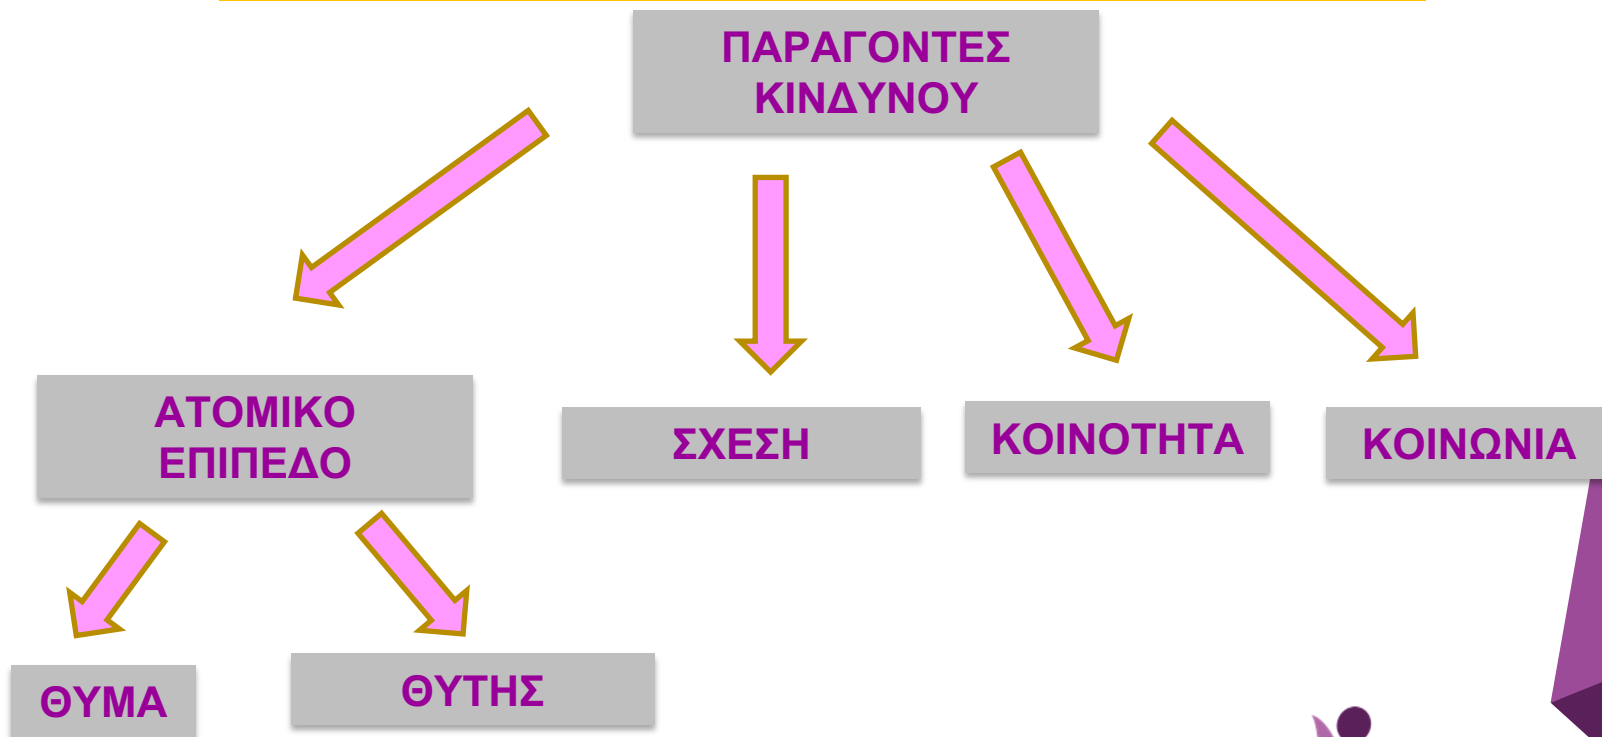 ΠΑΡΑΓΟΝΤΕΣ
ΚΙΝΔΥΝΟΥ
ΑΤΟΜΙΚΟ
ΕΠΙΠΕΔΟ
ΣΧΕΣΗ
ΚΟΙΝΟΤΗΤΑ
ΚΟΙΝΩΝΙΑ
ΘΥΜΑ
ΘΥΤΗΣ